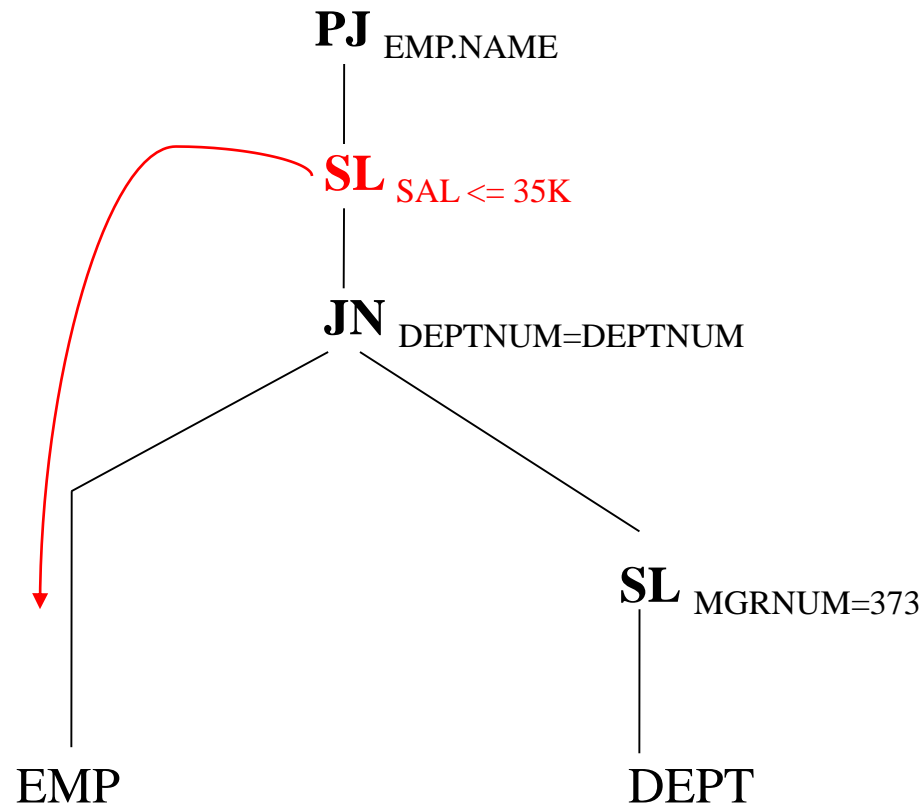 PJ EMP.NAME
SL SAL <= 35K
JN DEPTNUM=DEPTNUM
SL MGRNUM=373
EMP DEPT